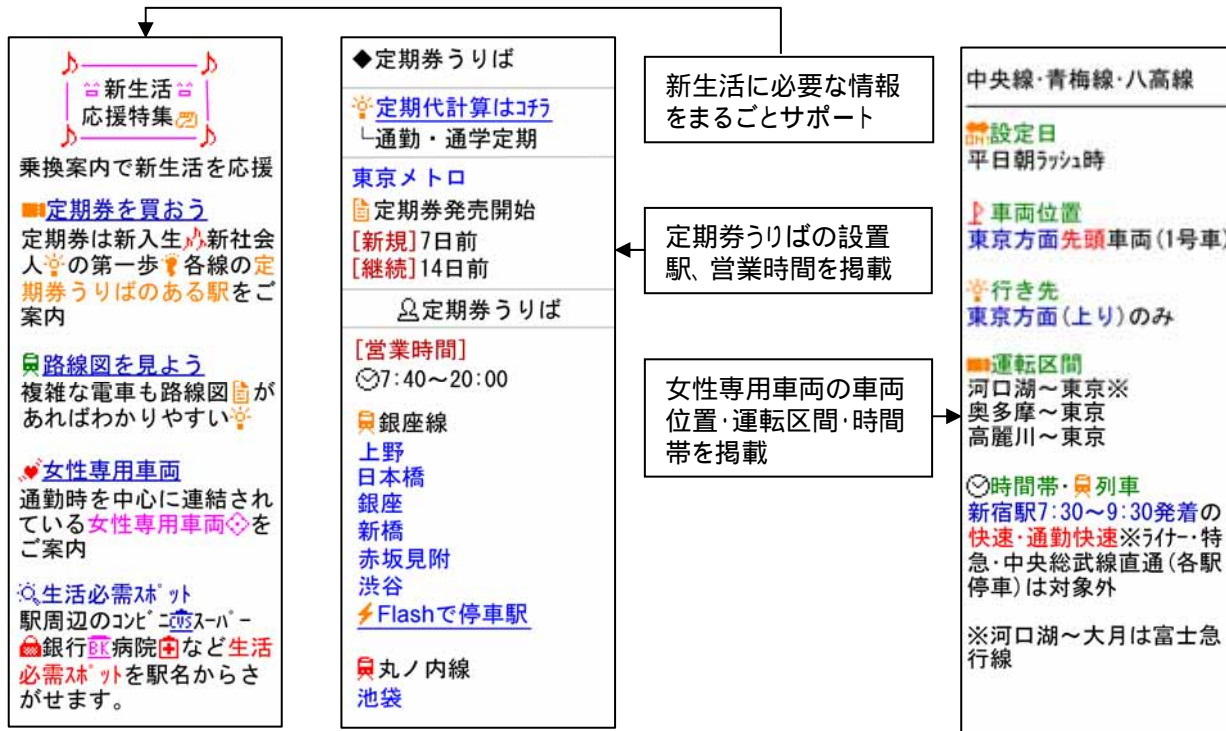 新生活
応援特集
乗換案内で新生活を応援
定期券を買おう
定期券は新入生新社会
人の第一歩各線の定
期券うりばのある駅をご
案内
路線図を見よう
複雑な電車も路線図が
あればわかりやすい
女性専用車両
通勤時を中心に連結され
ている女性専用車両を
ご案内
生活必需ｽﾎﾟｯﾄ
駅周辺のｺﾝﾋﾞﾆCVSｽｰﾊﾟｰ
銀行BK病院など生活
必需ｽﾎﾟｯﾄを駅名からさ
がせます。
◆定期券うりば
定期代計算はｺﾁﾗ
└通勤・通学定期
東京メトロ
定期券発売開始
[新規]7日前
[継続]14日前
定期券うりば
[営業時間]
7:40～20:00
銀座線
上野
日本橋
銀座
新橋
赤坂見附
渋谷
Flashで停車駅
丸ノ内線
池袋
新生活に必要な情報
をまるごとサポート
定期券うりばの設置
駅、営業時間を掲載
女性専用車両の車両
位置・運転区間・時間
帯を掲載
中央線・青梅線・八高線
設定日
平日朝ﾗｯｼｭ時
車両位置
東京方面先頭車両(1号車)
行き先
東京方面(上り)のみ
運転区間
河口湖～東京※
奥多摩～東京
高麗川～東京
時間帯・列車
新宿駅7:30～9:30発着の
快速・通勤快速※ﾗｲﾅｰ・特
急・中央総武線直通(各駅
停車)は対象外
※河口湖～大月は富士急
行線